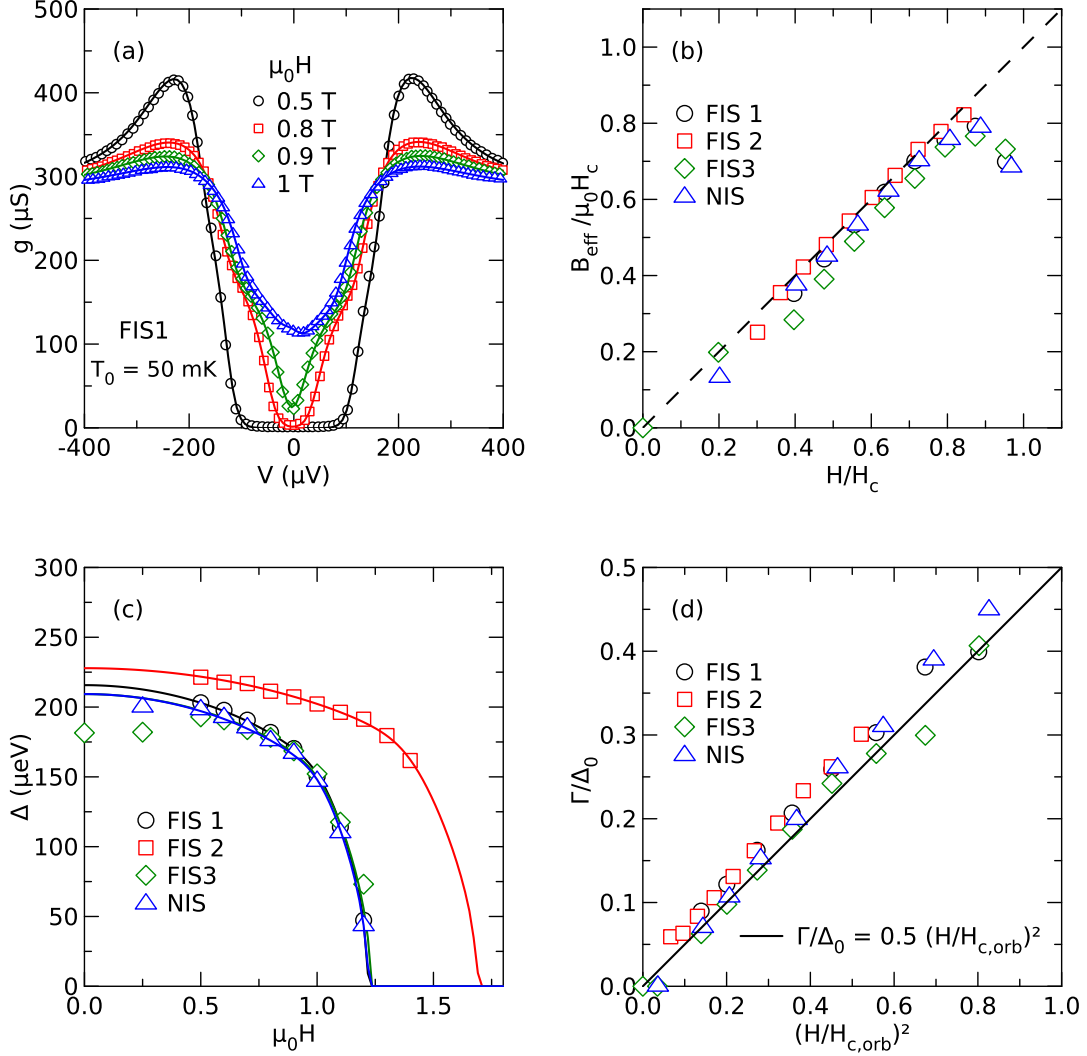 (a)
g (μS)
500
400
300
200
100
0
μ₀H
0.5 T
0.8 T
0.9 T
1 T
FIS1
T₀ = 50 mK
-400 -200 0 200 400
V (μV)
(b)
B_eff/μ₀H_c
1.0
0.8
0.6
0.4
0.2
0.0
FIS 1
FIS 2
FIS3
NIS
0.0 0.2 0.4 0.6 0.8 1.0
H/H_c
(c)
Δ (μeV)
300
250
200
150
100
50
0
FIS 1
FIS 2
FIS3
NIS
0.0 0.5 1.0 1.5
μ₀H
(d)
Γ/Δ₀
0.5
0.4
0.3
0.2
0.1
0.0
FIS 1
FIS 2
FIS3
NIS
Γ/Δ₀ = 0.5 (H/H_c,orb)²
0.0 0.2 0.4 0.6 0.8 1.0
(H/H_c,orb)²